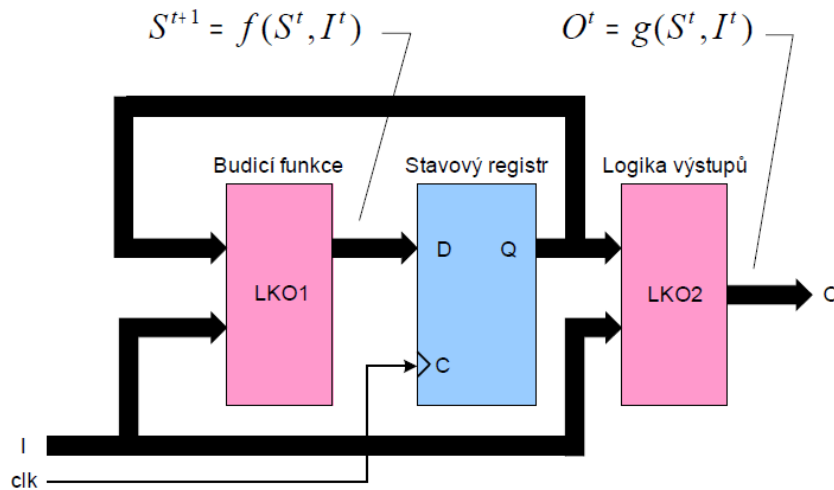 S^{t+1} = f(S^t, I^t)
O^t = g(S^t, I^t)
Budicí funkce
Stavový registr
Logika výstupů
D
Q
LKO1
LKO2
O
C
I
clk